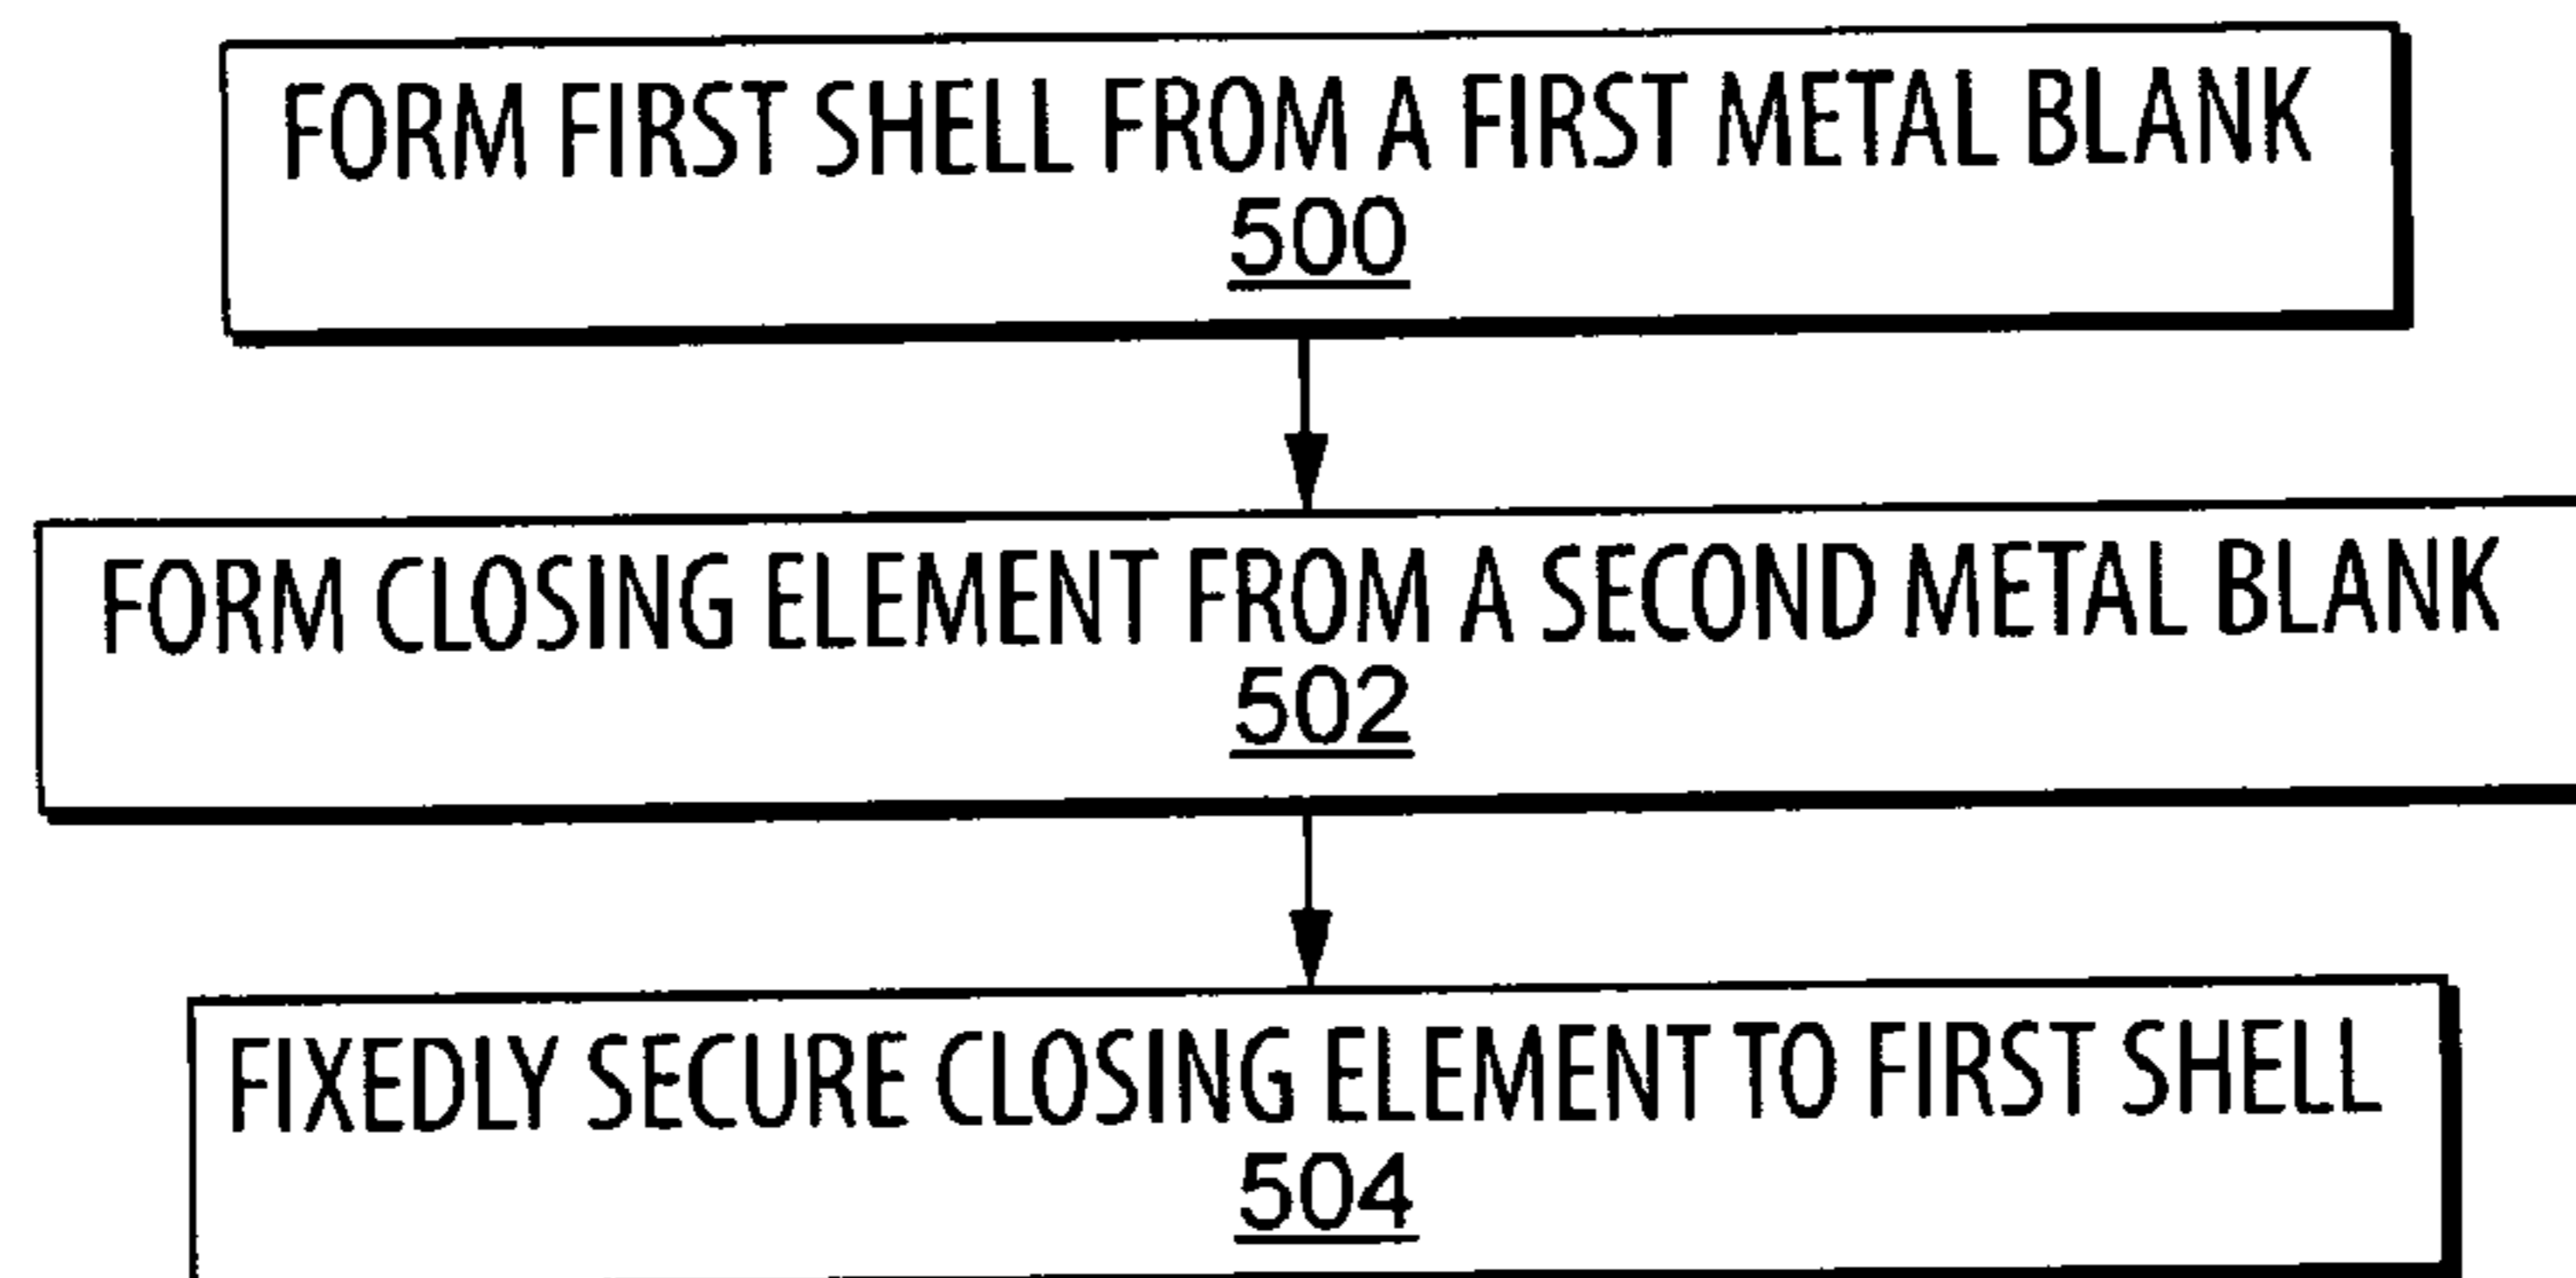 FORM FIRST SHELL FROM A FIRST METAL BLANK
500
FORM CLOSING ELEMENT FROM A SECOND METAL BLANK
502
FIXEDLY SECURE CLOSING ELEMENT TO FIRST SHELL
504